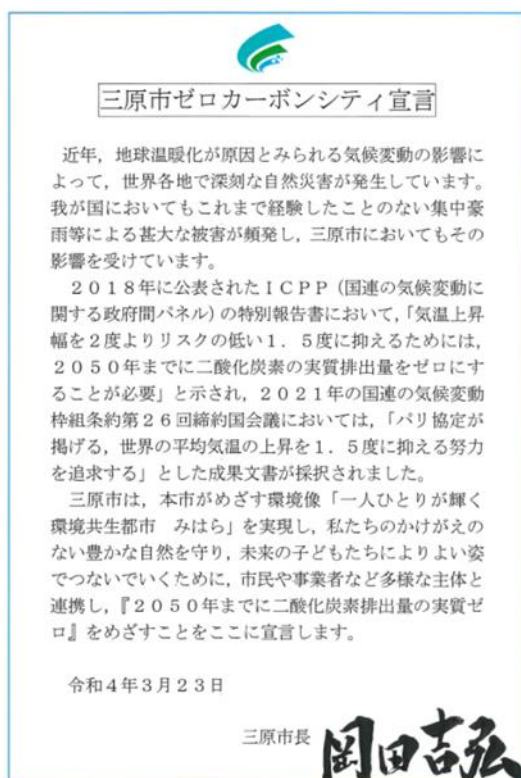 三原市ゼロカーボンシティ宣言
近年，地球温暖化が原因とみられる気候変動の影響に
よって，世界各地で深刻な自然災害が発生しています。
我が国においてもこれまで経験したことのない集中豪
雨等による甚大な被害が頻発し，三原市においてもその
影響を受けています。
２０１８年に公表されたＩＣＰＰ（国連の気候変動に
関する政府間パネル）の特別報告書において，「気温上昇
幅を２度よりリスクの低い１．５度に抑えるためには，
２０５０年までに二酸化炭素の実質排出量をゼロにす
ることが必要」と示され，２０２１年の国連の気候変動
枠組条約第２６回締約国会議においては，「パリ協定が
掲げる，世界の平均気温の上昇を１．５度に抑える努力
を追求する」とした成果文書が採択されました。
三原市は，本市がめざす環境像「一人ひとりが輝く
環境共生都市　みはら」を実現し，私たちのかけがえの
ない豊かな自然を守り，未来の子どもたちによりよい姿
でつないでいくために，市民や事業者など多様な主体と
連携し，『２０５０年までに二酸化炭素排出量の実質ゼ
ロ』をめざすことをここに宣言します。
令和４年３月２３日
三原市長 岡田吉弘